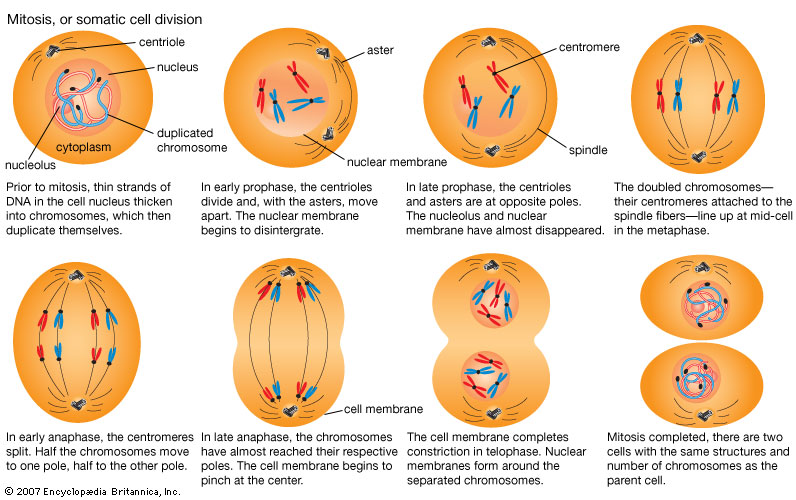 Mitosis, or somatic cell division
centriole
nucleus
duplicated
chromosome
nucleolus
cytoplasm
aster
nuclear membrane
centromere
spindle
Prior to mitosis, thin strands of
DNA in the cell nucleus thicken
into chromosomes, which then
duplicate themselves.
In early prophase, the centrioles
divide and, with the asters, move
apart. The nuclear membrane
begins to disintergrate.
In late prophase, the centrioles
and asters are at opposite poles.
The nucleolus and nuclear
membrane have almost disappeared.
The doubled chromosomes—
their centromeres attached to the
spindle fibers—line up at mid-cell
in the metaphase.
cell membrane
In early anaphase, the centromeres
split. Half the chromosomes move
to one pole, half to the other pole.
In late anaphase, the chromosomes
have almost reached their respective
poles. The cell membrane begins to
pinch at the center.
The cell membrane completes
constriction in telophase. Nuclear
membranes form around the
separated chromosomes.
Mitosis completed, there are two
cells with the same structures and
number of chromosomes as the
parent cell.
© 2007 Encyclopædia Britannica, Inc.